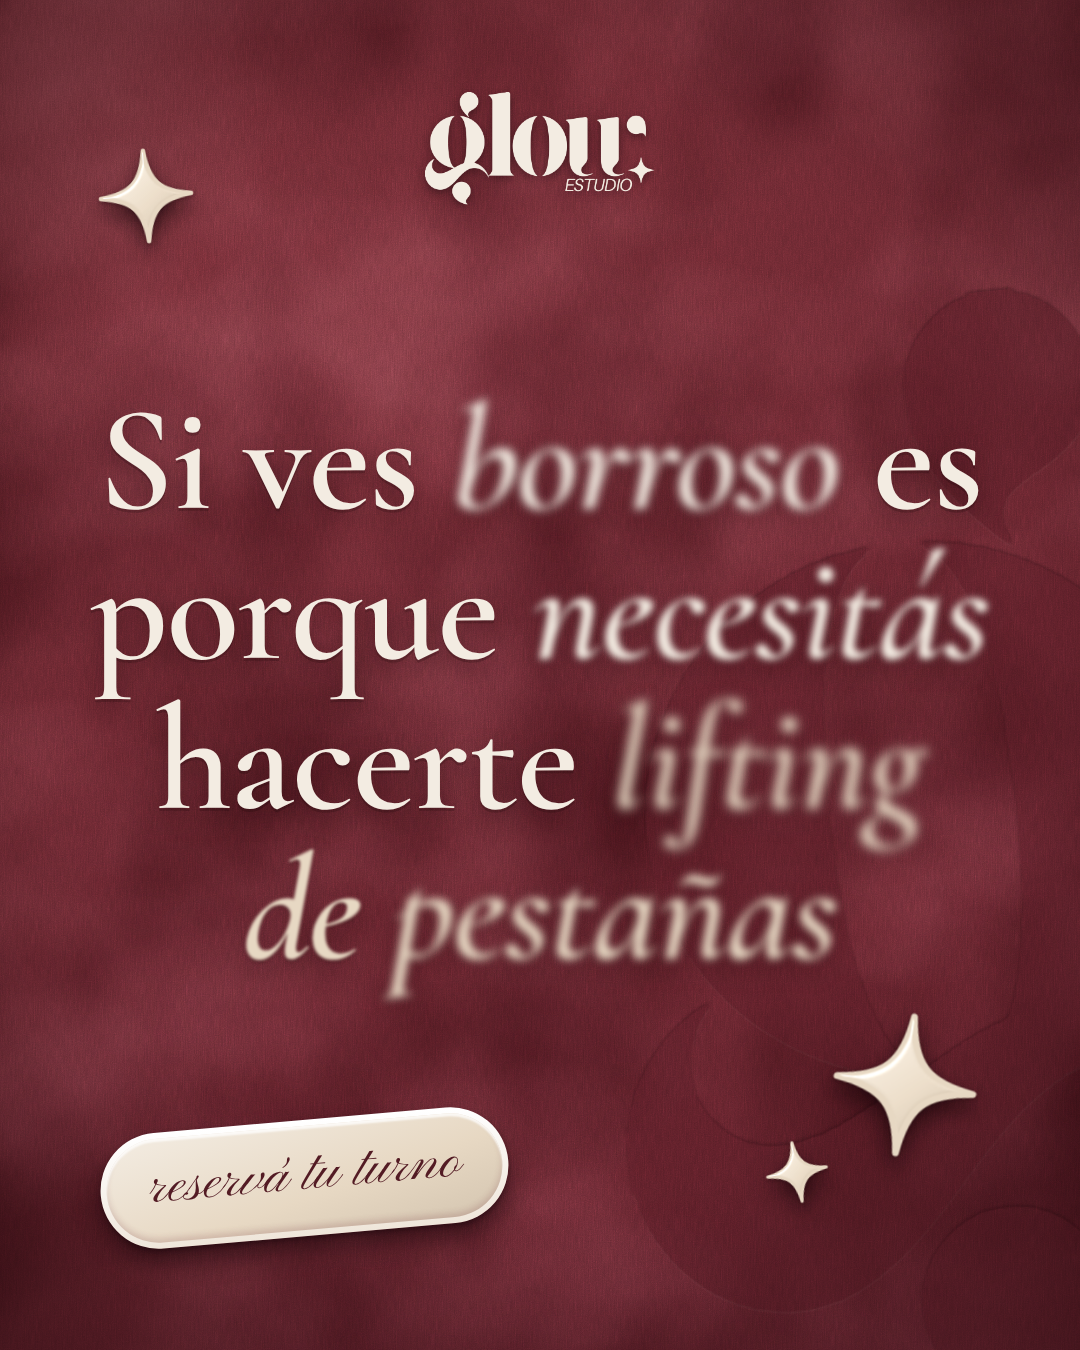 glow
ESTUDIO
Si ves borroso es
porque necesitás
hacerte lifting
de pestañas
reservá tu turno